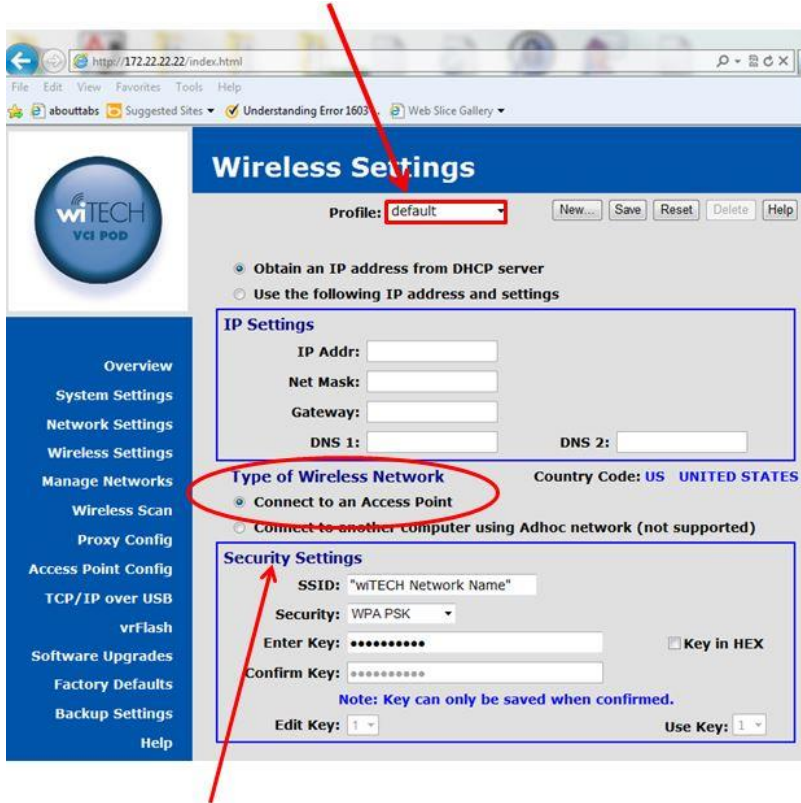 http://172.22.22.22/index.html
File Edit View Favorites Tools Help
abouttabs Suggested Sites Understanding Error 1603 Web Slice Gallery
wiTECH
VCI POD
Wireless Settings
Profile: default New... Save Reset Delete Help
Obtain an IP address from DHCP server
Use the following IP address and settings
IP Settings
IP Addr:
Net Mask:
Gateway:
DNS 1: DNS 2:
Type of Wireless Network Country Code: US UNITED STATES
Connect to an Access Point
Connect to another computer using Adhoc network (not supported)
Security Settings
SSID: "wiTECH Network Name"
Security: WPA PSK
Enter Key: •••••••••• Key in HEX
Confirm Key: ••••••••••
Note: Key can only be saved when confirmed.
Edit Key: 1 Use Key: 1
Overview
System Settings
Network Settings
Wireless Settings
Manage Networks
Wireless Scan
Proxy Config
Access Point Config
TCP/IP over USB
vrFlash
Software Upgrades
Factory Defaults
Backup Settings
Help